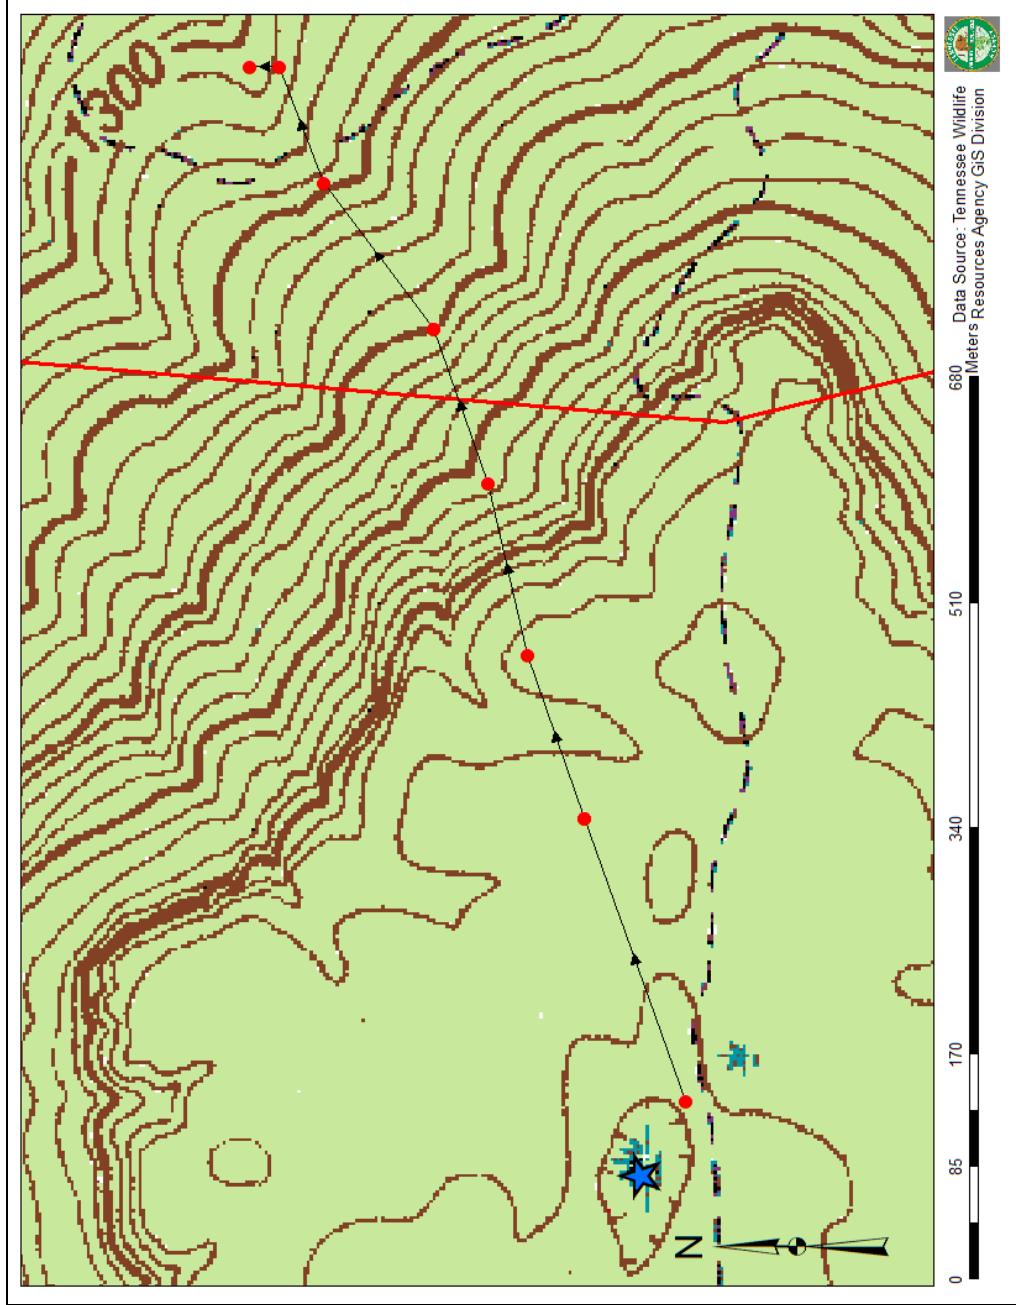 1300
N
0
85
170
340
510
680
Meters
Data Source: Tennessee Wildlife
Resources Agency GiS Division